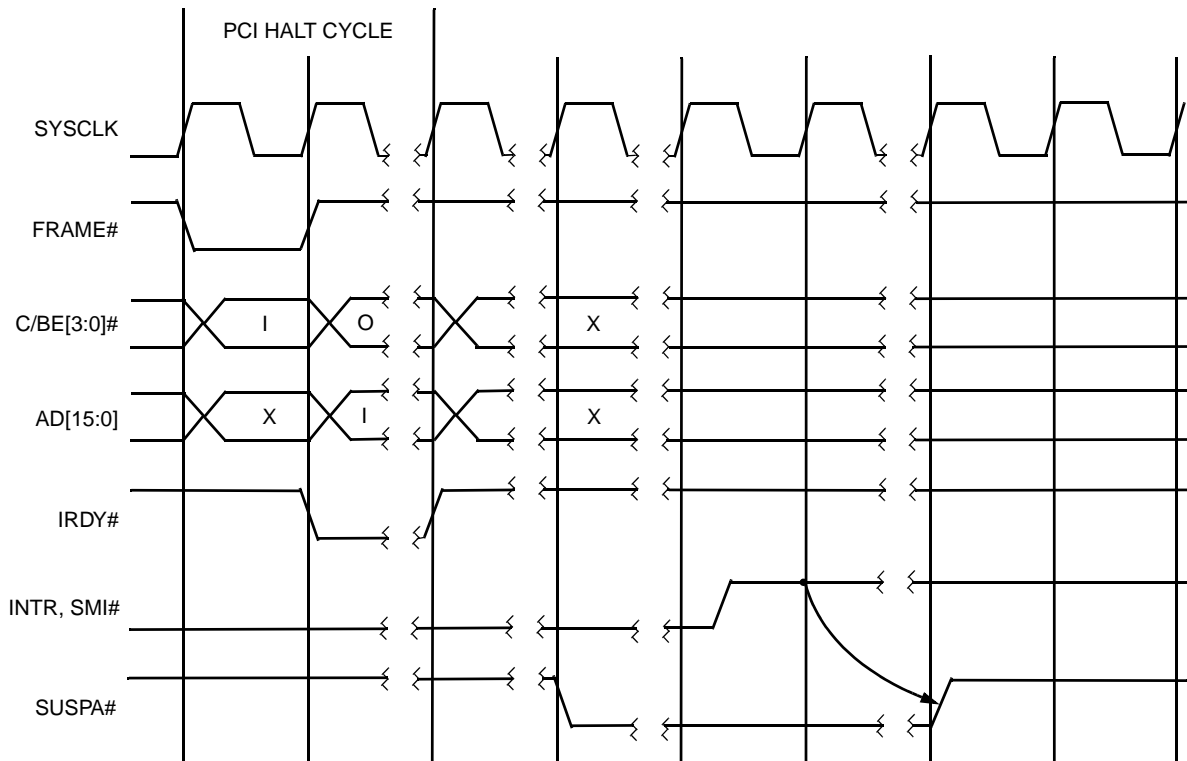 PCI HALT CYCLE
SYSCLK
FRAME#
C/BE[3:0]#
I
O
X
AD[15:0]
X
I
X
IRDY#
INTR, SMI#
SUSPA#